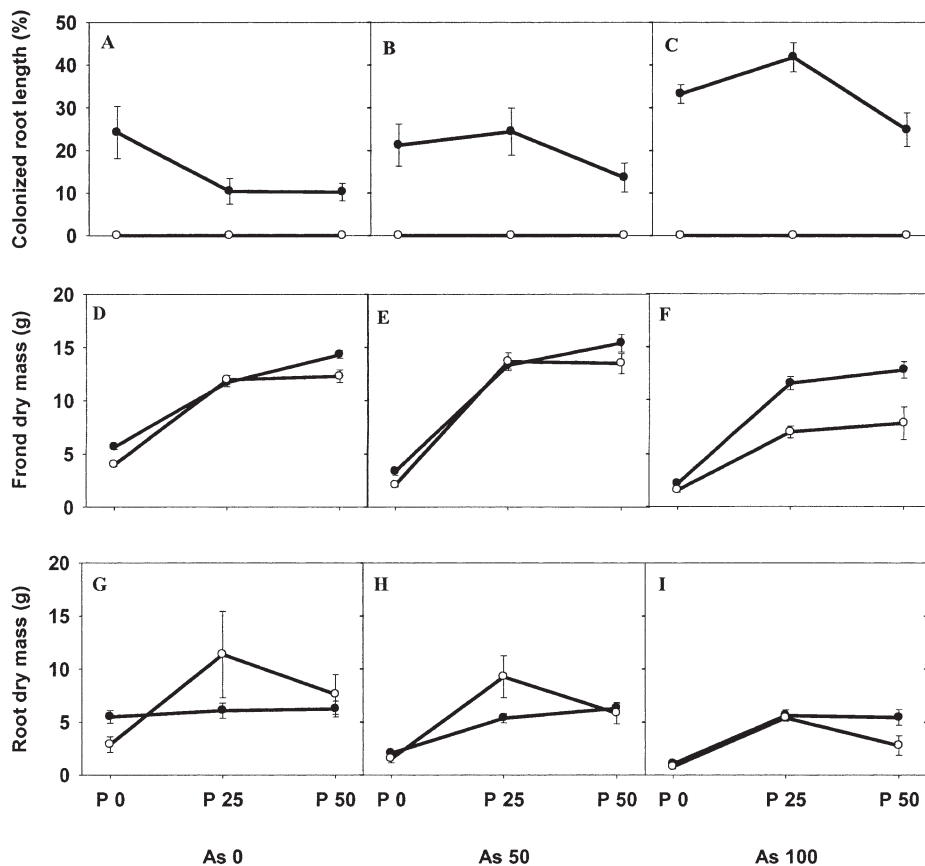 Colonized root length (%)
50
40
30
20
10
0
A
B
C
Frond dry mass (g)
20
15
10
5
0
D
E
F
Root dry mass (g)
20
15
10
5
0
G
H
I
P 0 P 25 P 50 P 0 P 25 P 50 P 0 P 25 P 50
As 0 As 50 As 100